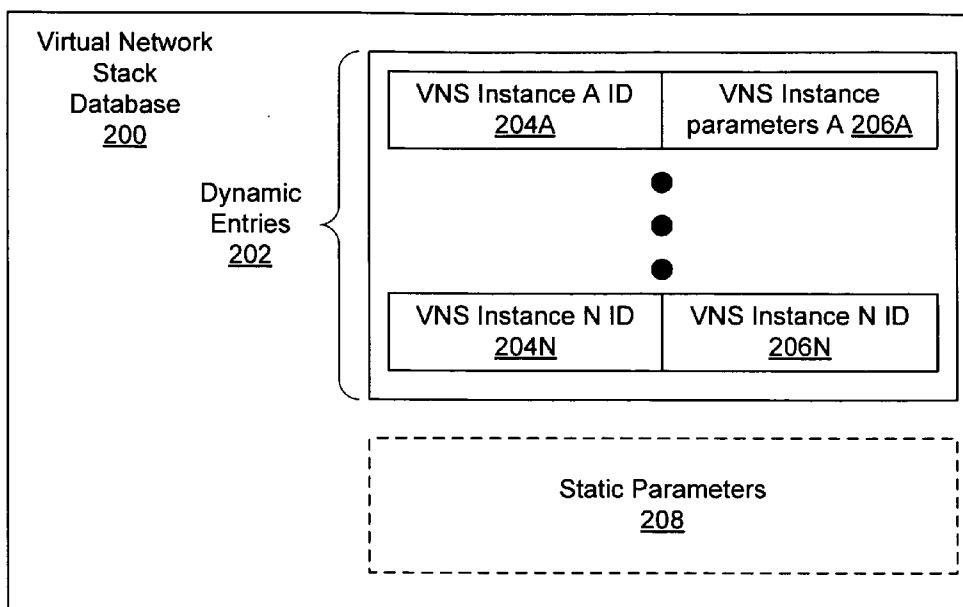 Virtual Network
Stack
Database
200
VNS Instance A ID
204A
VNS Instance
parameters A 206A
Dynamic
Entries
202
VNS Instance N ID
204N
VNS Instance N ID
206N
Static Parameters
208